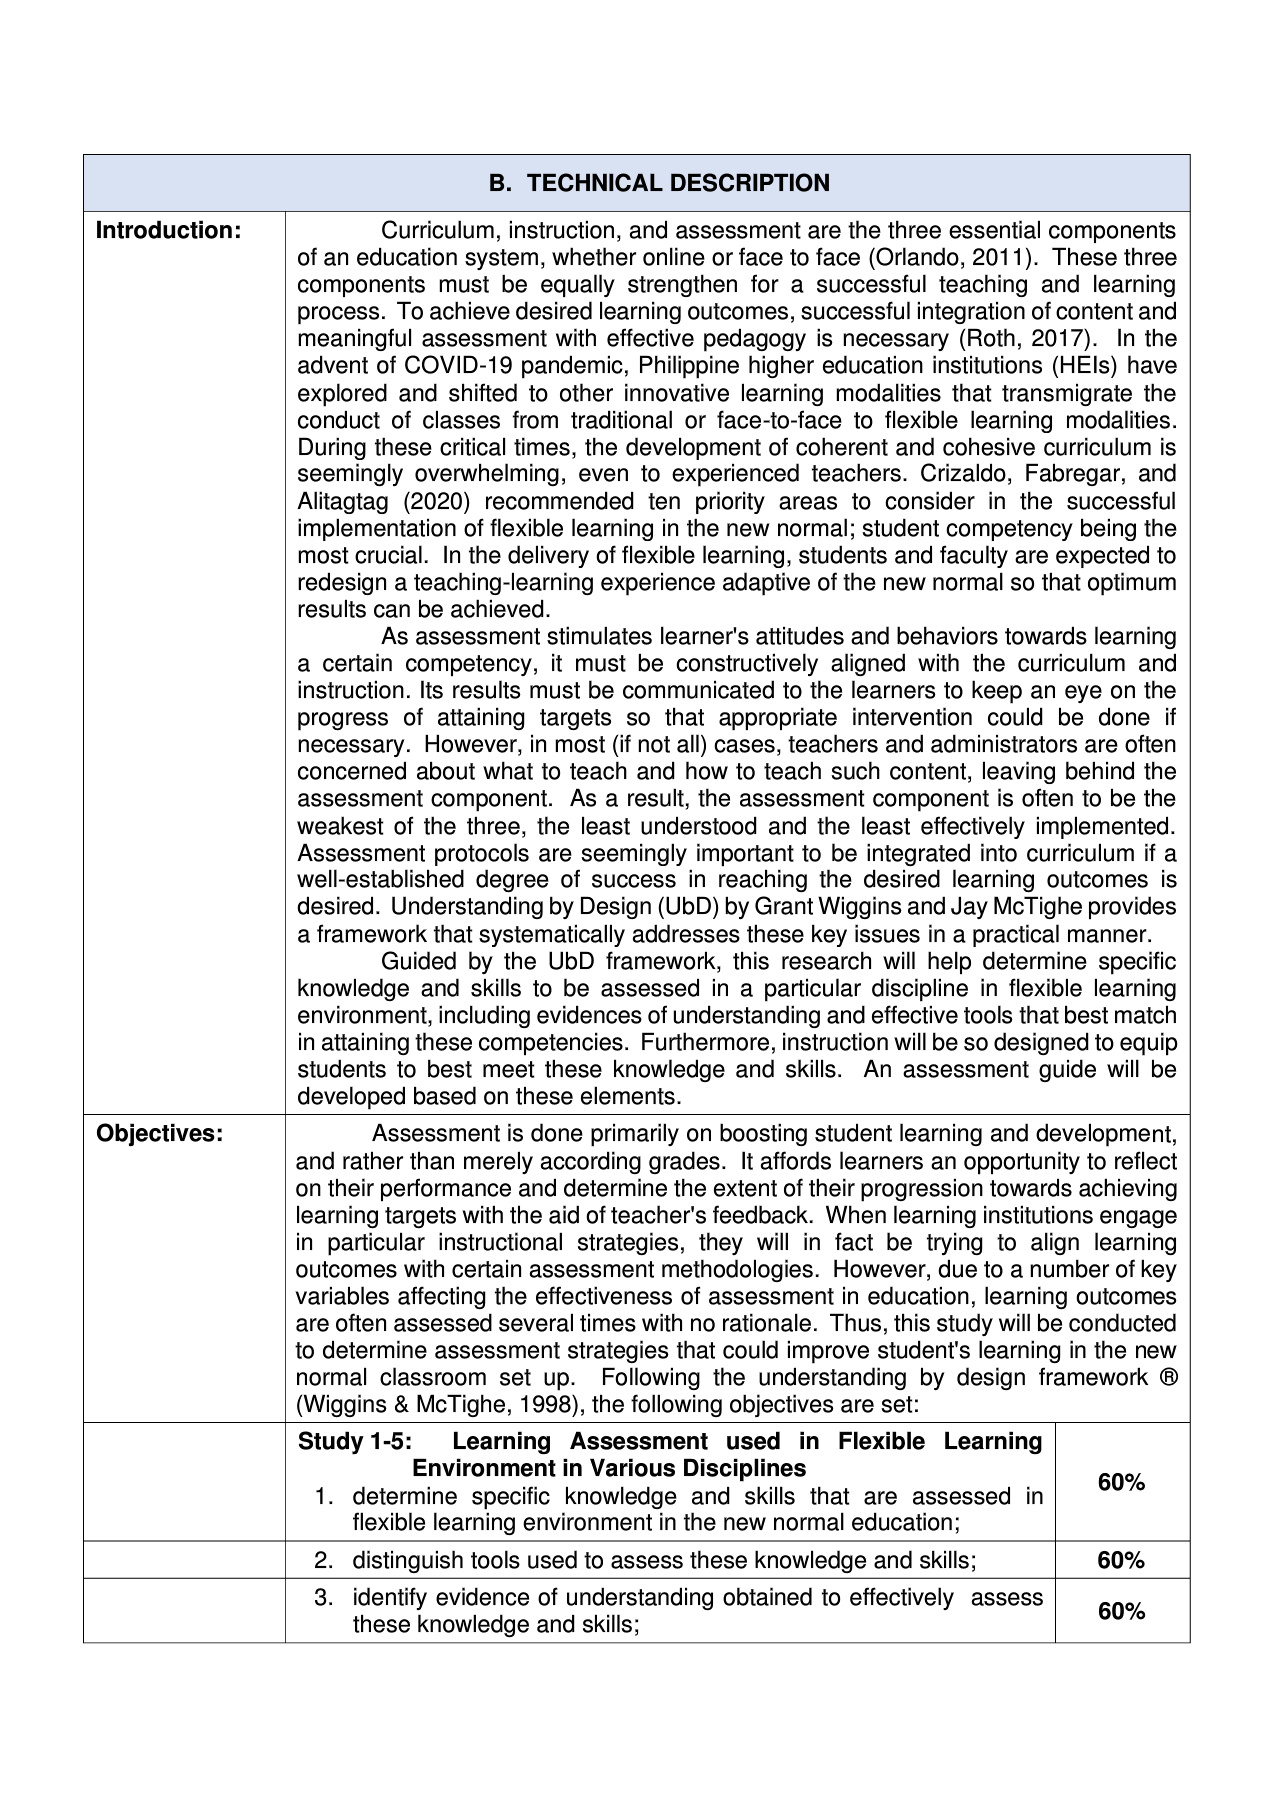 B. TECHNICAL DESCRIPTION
Introduction:
Curriculum, instruction, and assessment are the three essential components
of an education system, whether online or face to face (Orlando, 2011). These three
components must be equally strengthen for a successful teaching and learning
process. To achieve desired learning outcomes, successful integration of content and
meaningful assessment with effective pedagogy is necessary (Roth, 2017). In the
advent of COVID-19 pandemic, Philippine higher education institutions (HEIs) have
explored and shifted to other innovative learning modalities that transmigrate the
conduct of classes from traditional or face-to-face to flexible learning modalities.
During these critical times, the development of coherent and cohesive curriculum is
seemingly overwhelming, even to experienced teachers. Crizaldo, Fabregar, and
Alitagtag (2020) recommended ten priority areas to consider in the successful
implementation of flexible learning in the new normal; student competency being the
most crucial. In the delivery of flexible learning, students and faculty are expected to
redesign a teaching-learning experience adaptive of the new normal so that optimum
results can be achieved.
As assessment stimulates learner's attitudes and behaviors towards learning
a certain competency, it must be constructively aligned with the curriculum and
instruction. Its results must be communicated to the learners to keep an eye on the
progress of attaining targets so that appropriate intervention could be done if
necessary. However, in most (if not all) cases, teachers and administrators are often
concerned about what to teach and how to teach such content, leaving behind the
assessment component. As a result, the assessment component is often to be the
weakest of the three, the least understood and the least effectively implemented.
Assessment protocols are seemingly important to be integrated into curriculum if a
well-established degree of success in reaching the desired learning outcomes is
desired. Understanding by Design (UbD) by Grant Wiggins and Jay McTighe provides
a framework that systematically addresses these key issues in a practical manner.
Guided by the UbD framework, this research will help determine specific
knowledge and skills to be assessed in a particular discipline in flexible learning
environment, including evidences of understanding and effective tools that best match
in attaining these competencies. Furthermore, instruction will be so designed to equip
students to best meet these knowledge and skills. An assessment guide will be
developed based on these elements.
Objectives:
Assessment is done primarily on boosting student learning and development,
and rather than merely according grades. It affords learners an opportunity to reflect
on their performance and determine the extent of their progression towards achieving
learning targets with the aid of teacher's feedback. When learning institutions engage
in particular instructional strategies, they will in fact be trying to align learning
outcomes with certain assessment methodologies. However, due to a number of key
variables affecting the effectiveness of assessment in education, learning outcomes
are often assessed several times with no rationale. Thus, this study will be conducted
to determine assessment strategies that could improve student's learning in the new
normal classroom set up. Following the understanding by design framework ®
(Wiggins & McTighe, 1998), the following objectives are set:
Study 1-5: Learning Assessment used in Flexible Learning
Environment in Various Disciplines
1. determine specific knowledge and skills that are assessed in
flexible learning environment in the new normal education;
60%
2. distinguish tools used to assess these knowledge and skills;
60%
3. identify evidence of understanding obtained to effectively assess
these knowledge and skills;
60%